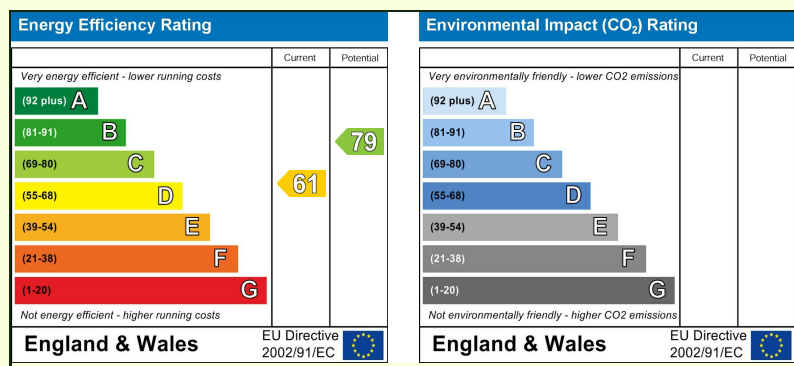 Energy Efficiency Rating
Current Potential
Very energy efficient - lower running costs
(92 plus) A
(81-91) B
79
(69-80) C
61
(55-68) D
(39-54) E
(21-38) F
(1-20) G
Not energy efficient - higher running costs
England & Wales
EU Directive
2002/91/EC
Environmental Impact (CO₂) Rating
Current Potential
Very environmentally friendly - lower CO2 emissions
(92 plus) A
(81-91) B
(69-80) C
(55-68) D
(39-54) E
(21-38) F
(1-20) G
Not environmentally friendly - higher CO2 emissions
England & Wales
EU Directive
2002/91/EC